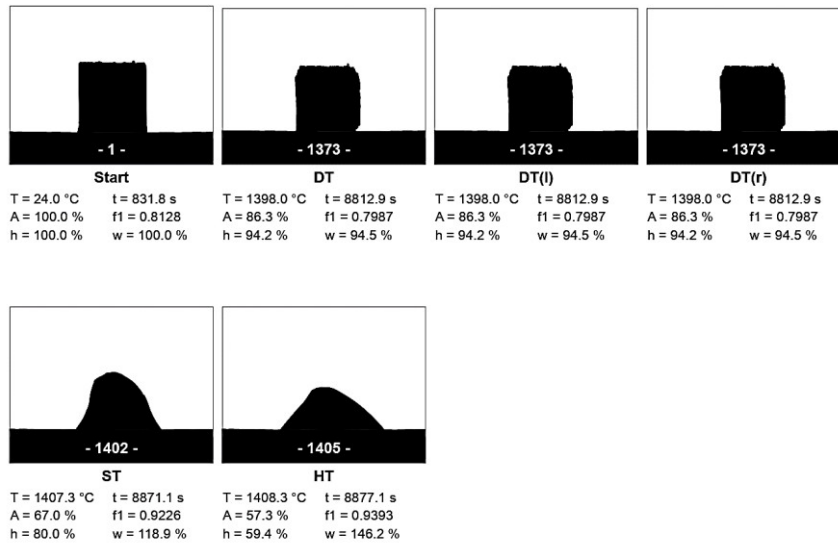 - 1 -
- 1373 -
- 1373 -
- 1373 -
Start
DT
DT(l)
DT(r)
T = 24.0 °C t = 831.8 s
A = 100.0 % f1 = 0.8128
h = 100.0 % w = 100.0 %
T = 1398.0 °C t = 8812.9 s
A = 86.3 % f1 = 0.7987
h = 94.2 % w = 94.5 %
T = 1398.0 °C t = 8812.9 s
A = 86.3 % f1 = 0.7987
h = 94.2 % w = 94.5 %
T = 1398.0 °C t = 8812.9 s
A = 86.3 % f1 = 0.7987
h = 94.2 % w = 94.5 %
- 1402 -
- 1405 -
ST
HT
T = 1407.3 °C t = 8871.1 s
A = 67.0 % f1 = 0.9226
h = 80.0 % w = 118.9 %
T = 1408.3 °C t = 8877.1 s
A = 57.3 % f1 = 0.9393
h = 59.4 % w = 146.2 %